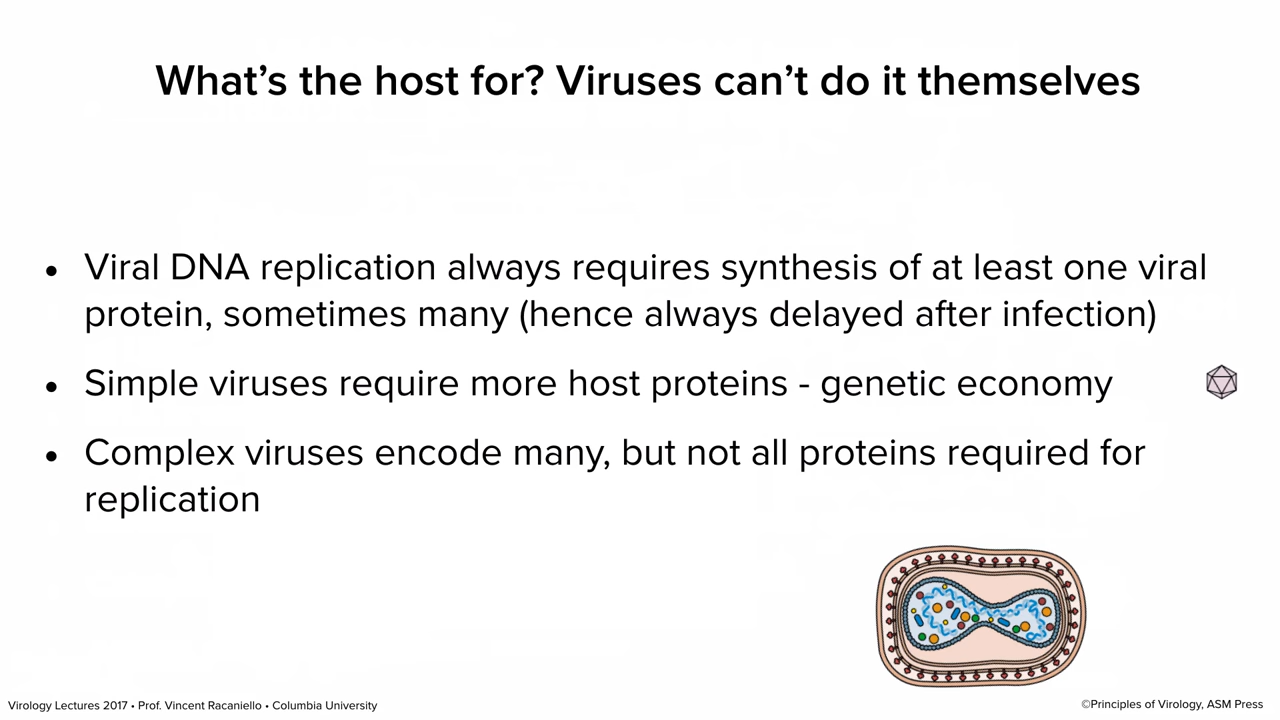 What’s the host for? Viruses can’t do it themselves
• Viral DNA replication always requires synthesis of at least one viral
protein, sometimes many (hence always delayed after infection)
• Simple viruses require more host proteins - genetic economy
• Complex viruses encode many, but not all proteins required for
replication
Virology Lectures 2017 • Prof. Vincent Racaniello • Columbia University
©Principles of Virology, ASM Press